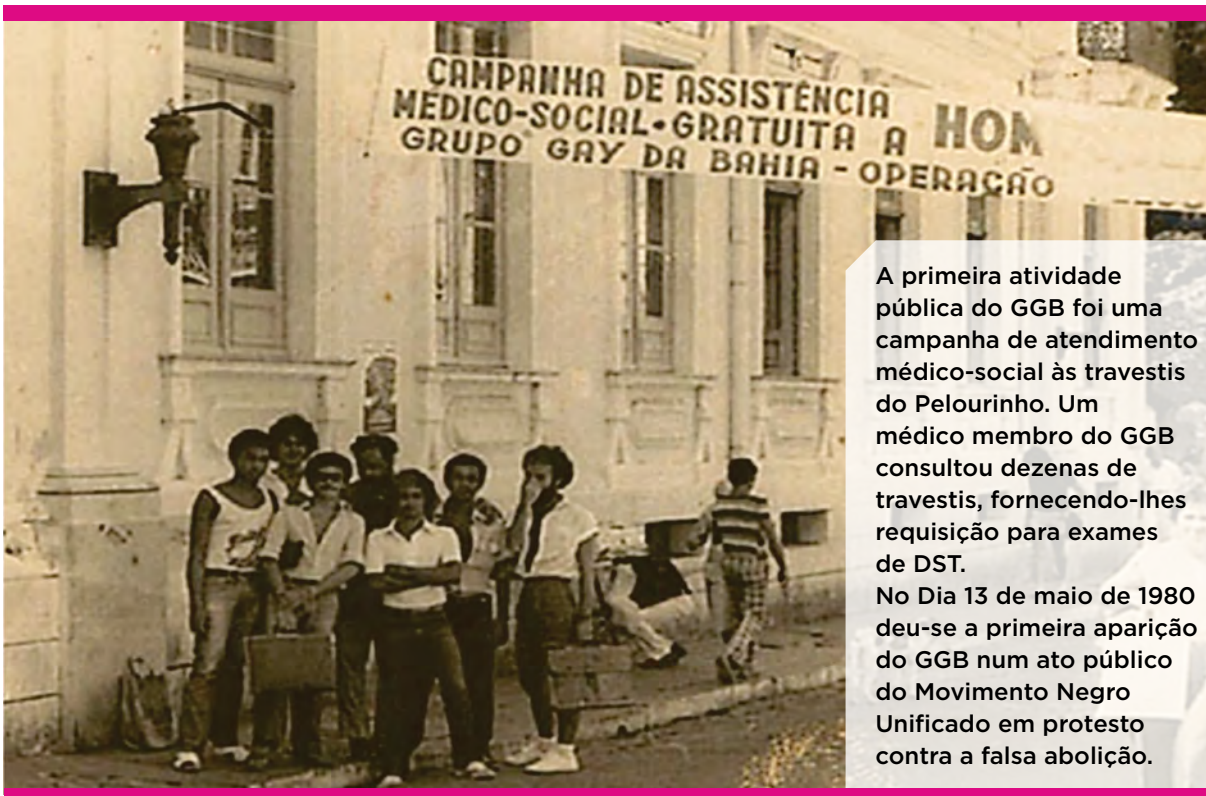 CAMPANHA DE ASSISTÊNCIA
MEDICO-SOCIAL•GRATUITA A HOM
GRUPO GAY DA BAHIA - OPERAÇÃO
A primeira atividade
pública do GGB foi uma
campanha de atendimento
médico-social às travestis
do Pelourinho. Um
médico membro do GGB
consultou dezenas de
travestis, fornecendo-lhes
requisição para exames
de DST.
No Dia 13 de maio de 1980
deu-se a primeira aparição
do GGB num ato público
do Movimento Negro
Unificado em protesto
contra a falsa abolição.